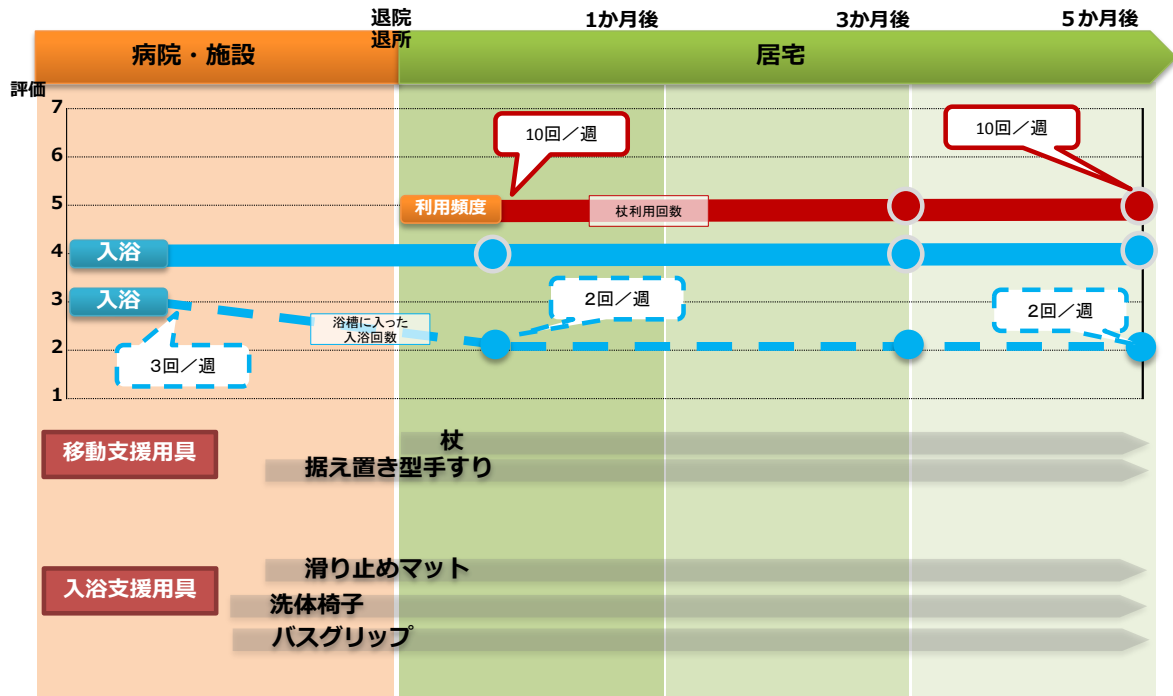 退院
退所
1か月後
3か月後
５か月後
病院・施設
居宅
評価
7
6
5
4
3
2
1
10回／週
10回／週
利用頻度
杖利用回数
入浴
入浴
浴槽に入った
入浴回数
3回／週
2回／週
2回／週
移動支援用具
杖
据え置き型手すり
入浴支援用具
滑り止めマット
洗体椅子
バスグリップ